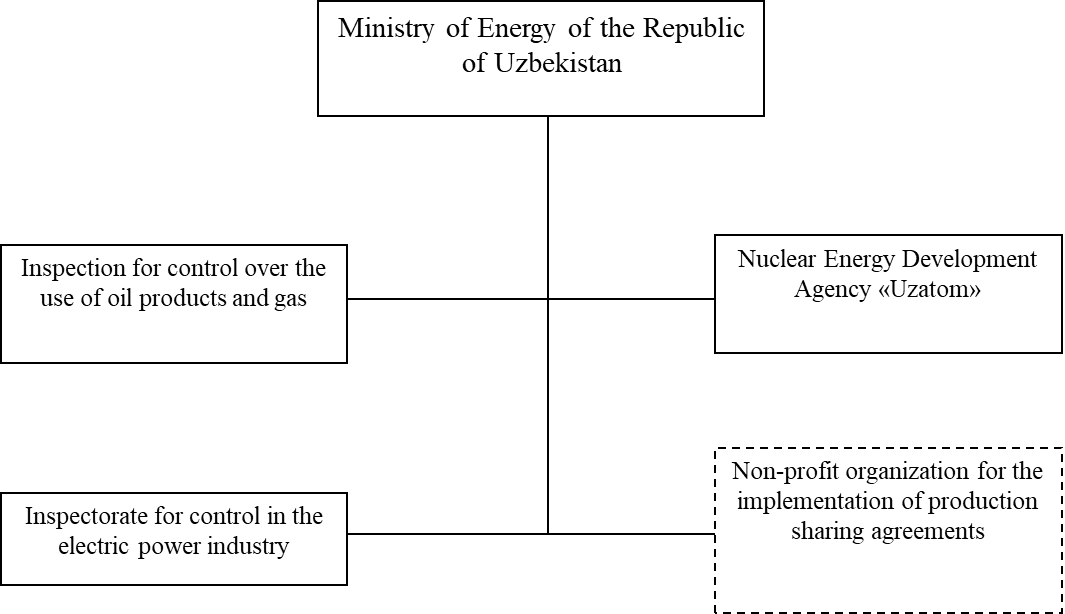 Ministry of Energy of the Republic
of Uzbekistan
Inspection for control over the
use of oil products and gas
Nuclear Energy Development
Agency «Uzatom»
Inspectorate for control in the
electric power industry
Non-profit organization for the
implementation of production
sharing agreements